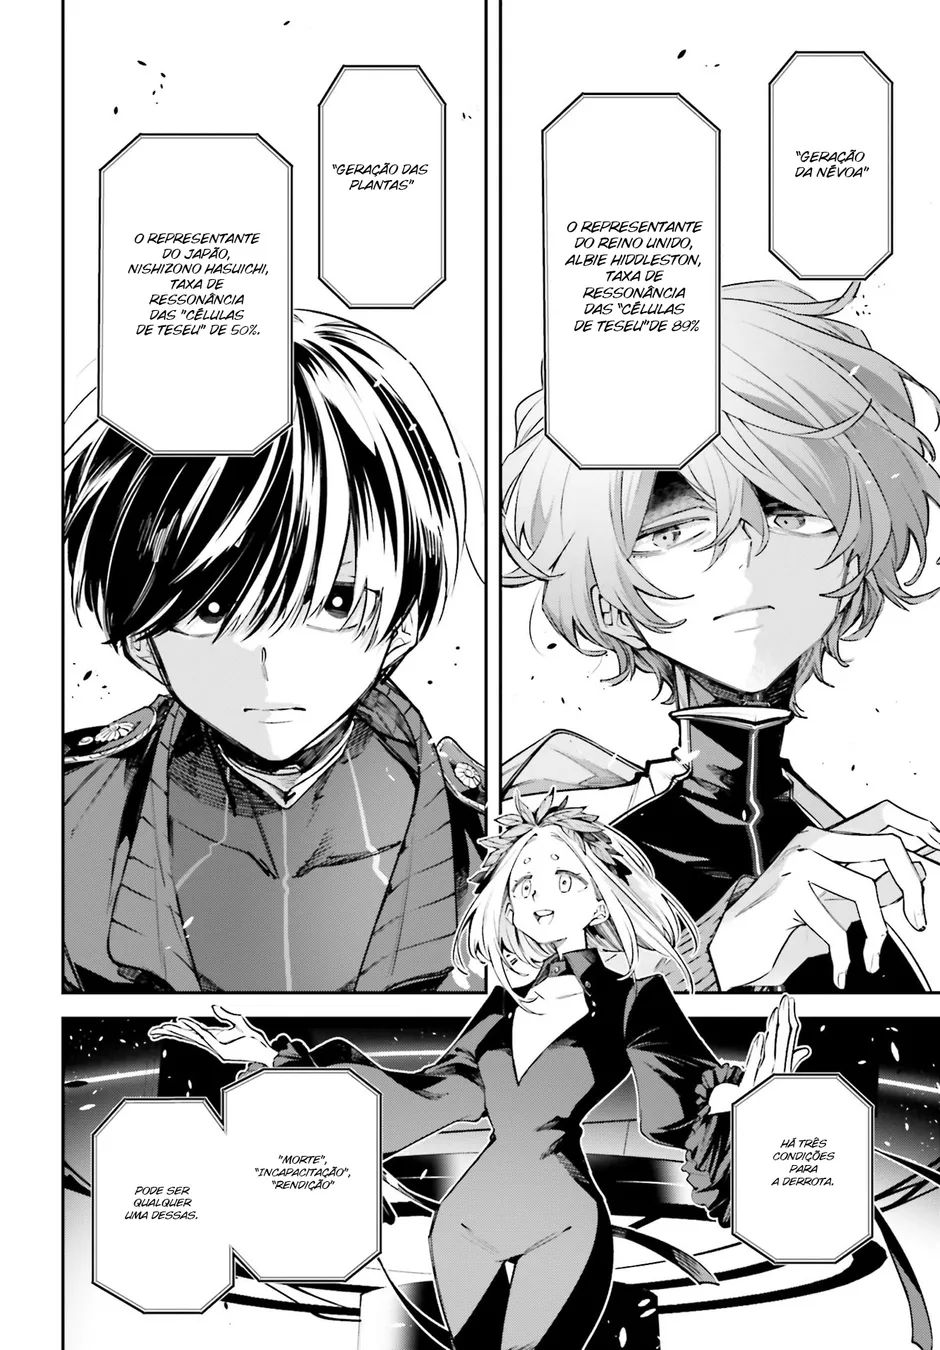 "GERAÇÃO
DA NÉVOA"
O REPRESENTANTE
DO REINO UNIDO,
ALBIE HIDDLESTON,
TAXA DE
RESSONÂNCIA
DAS "CÉLULAS
DE TESEU"DE 89%
"GERAÇÃO DAS
PLANTAS"
O REPRESENTANTE
DO JAPÃO,
NISHIZONO HASUICHI,
TAXA DE
RESSONÂNCIA
DAS "CÉLULAS
DE TESEU" DE 50%.
HÁ TRÊS
CONDIÇÕES
PARA
A DERROTA.
"MORTE",
"INCAPACITAÇÃO",
"RENDIÇÃO"
PODE SER
QUALQUER
UMA DESSAS.